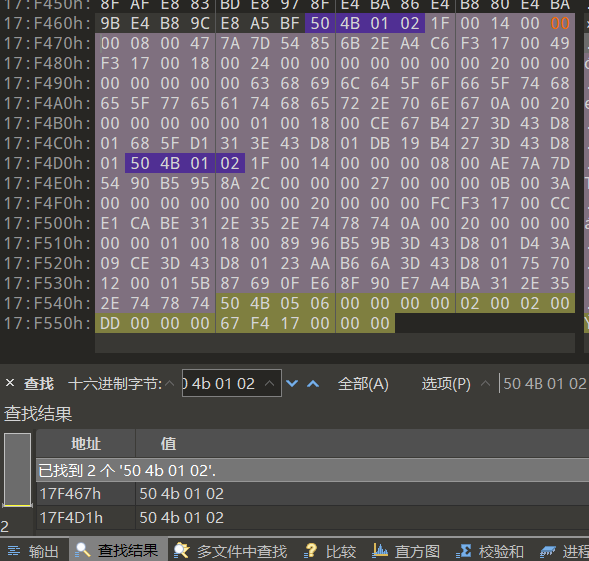 17:F450h: 8F AF E8 83 BD E8 97 8F E4 BA 86 E4 B8 80 E4 BA
17:F460h: 9B E4 B8 9C E8 A5 BF 50 4B 01 02 1F 00 14 00 00
17:F470h: 00 08 00 47 7A 7D 54 85 6B 2E A4 C6 F3 17 00 49
17:F480h: F3 17 00 18 00 24 00 00 00 00 00 00 00 20 00 00
17:F490h: 00 00 00 00 00 63 68 69 6C 64 5F 6F 66 5F 74 68
17:F4A0h: 65 5F 77 65 61 74 68 65 72 2E 70 6E 67 0A 00 20
17:F4B0h: 00 00 00 00 00 01 00 18 00 CE 67 B4 27 3D 43 D8
17:F4C0h: 01 68 5F D1 31 3E 43 D8 01 DB 19 B4 27 3D 43 D8
17:F4D0h: 01 50 4B 01 02 1F 00 14 00 00 00 08 00 AE 7A 7D
17:F4E0h: 54 90 B5 95 8A 2C 00 00 00 27 00 00 00 0B 00 3A
17:F4F0h: 00 00 00 00 00 00 00 20 00 00 00 FC F3 17 00 CC
17:F500h: E1 CA BE 31 2E 35 2E 74 78 74 0A 00 20 00 00 00
17:F510h: 00 00 01 00 18 00 89 96 B5 9B 3D 43 D8 01 D4 3A
17:F520h: 09 CE 3D 43 D8 01 23 AA B6 6A 3D 43 D8 01 75 70
17:F530h: 12 00 01 5B 87 69 0F E6 8F 90 E7 A4 BA 31 2E 35
17:F540h: 2E 74 78 74 50 4B 05 06 00 00 00 00 02 00 02 00
17:F550h: DD 00 00 00 67 F4 17 00 00 00
× 查找 十六进制字节: 4b 01 02 全部(A) 选项(P) 50 4B 01 02
查找结果
地址 值
已找到 2 个 '50 4b 01 02'.
17F467h 50 4b 01 02
17F4D1h 50 4b 01 02
2
输出 查找结果 多文件中查找 比较 直方图 校验和 进程